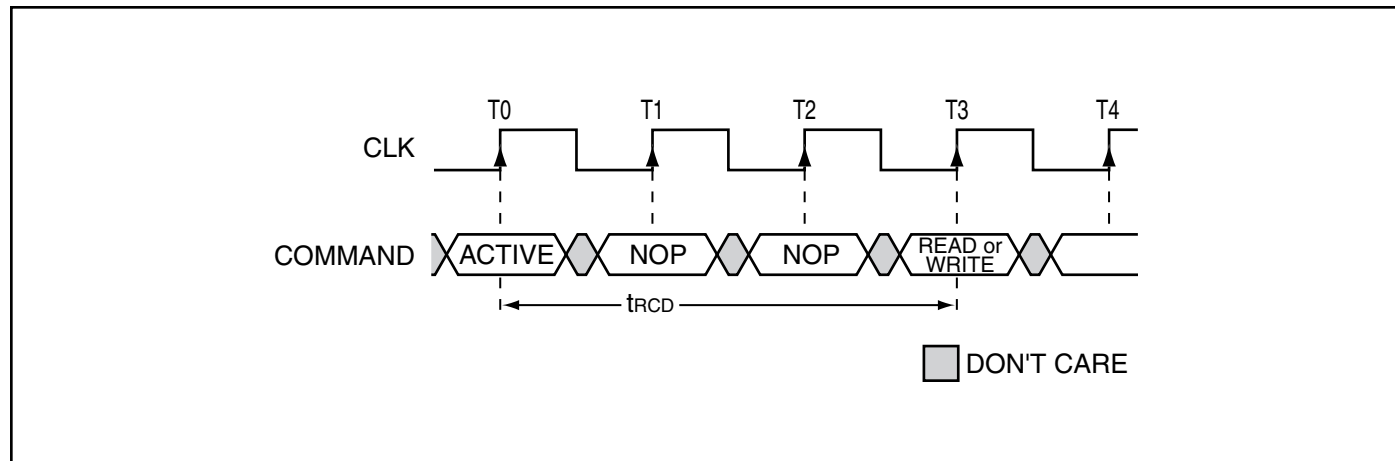 T0 T1 T2 T3 T4
CLK
COMMAND ACTIVE NOP NOP READ or
WRITE
tRCD
DON'T CARE